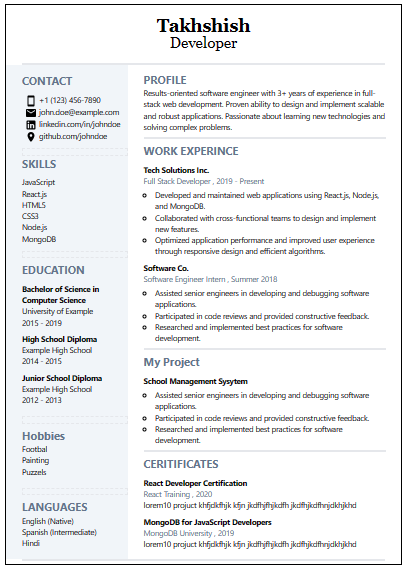 Takhshish
Developer
CONTACT
+1 (123) 456-7890
john.doe@example.com
linkedin.com/in/johndoe
github.com/johndoe
SKILLS
JavaScript
React.js
HTML5
CSS3
Node.js
MongoDB
EDUCATION
Bachelor of Science in
Computer Science
University of Example
2015 - 2019
High School Diploma
Example High School
2014 - 2015
Junior School Diploma
Example High School
2012 - 2013
Hobbies
Footbal
Painting
Puzzels
LANGUAGES
English (Native)
Spanish (Intermediate)
Hindi
PROFILE
Results-oriented software engineer with 3+ years of experience in full-
stack web development. Proven ability to design and implement scalable
and robust applications. Passionate about learning new technologies and
solving complex problems.
WORK EXPERINCE
Tech Solutions Inc.
Full Stack Developer , 2019 - Present
Developed and maintained web applications using React.js, Node.js,
and MongoDB.
Collaborated with cross-functional teams to design and implement
new features.
Optimized application performance and improved user experience
through responsive design and efficient algorithms.
Software Co.
Software Engineer Intern , Summer 2018
Assisted senior engineers in developing and debugging software
applications.
Participated in code reviews and provided constructive feedback.
Researched and implemented best practices for software
development.
My Project
School Management Sysytem
Assisted senior engineers in developing and debugging software
applications.
Participated in code reviews and provided constructive feedback.
Researched and implemented best practices for software
development.
CERTIFICATES
React Developer Certification
React Training , 2020
lorem10 projuct khfjdkfhjk kfjn jkdfhjfhjkdfh jkdfhjkdfhnjdkhjkhd
MongoDB for JavaScript Developers
MongoDB University , 2019
lorem10 projuct khfjdkfhjk kfjn jkdfhjfhjkdfh jkdfhjkdfhnjdkhjkhd